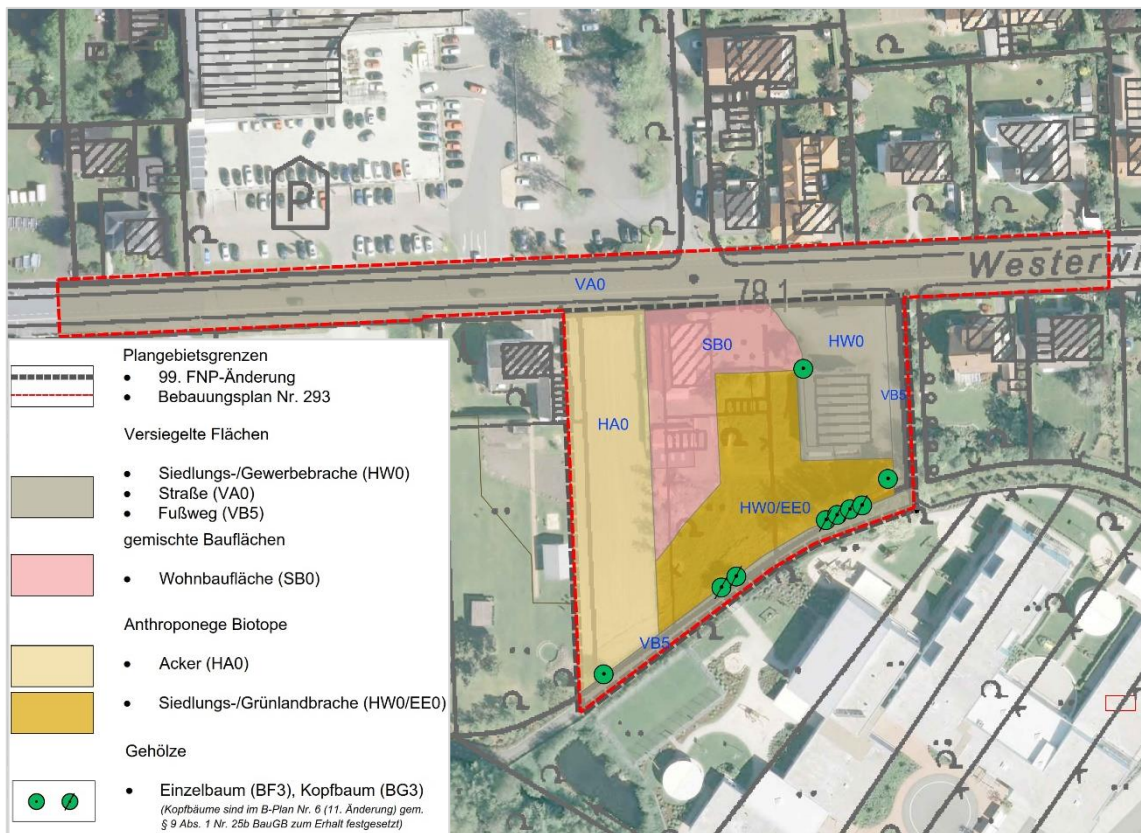 P
VA0
Westerwi
78.1
SB0
HW0
VB5
HA0
HW0/EE0
VB5
Plangebietsgrenzen
• 99. FNP-Änderung
• Bebauungsplan Nr. 293
Versiegelte Flächen
• Siedlungs-/Gewerbebrache (HW0)
• Straße (VA0)
• Fußweg (VB5)
gemischte Bauflächen
• Wohnbaufläche (SB0)
Anthroponege Biotope
• Acker (HA0)
• Siedlungs-/Grünlandbrache (HW0/EE0)
Gehölze
• Einzelbaum (BF3), Kopfbaum (BG3)
(Kopfbäume sind im B-Plan Nr. 6 (11. Änderung) gem.
§ 9 Abs. 1 Nr. 25b BauGB zum Erhalt festgesetzt)